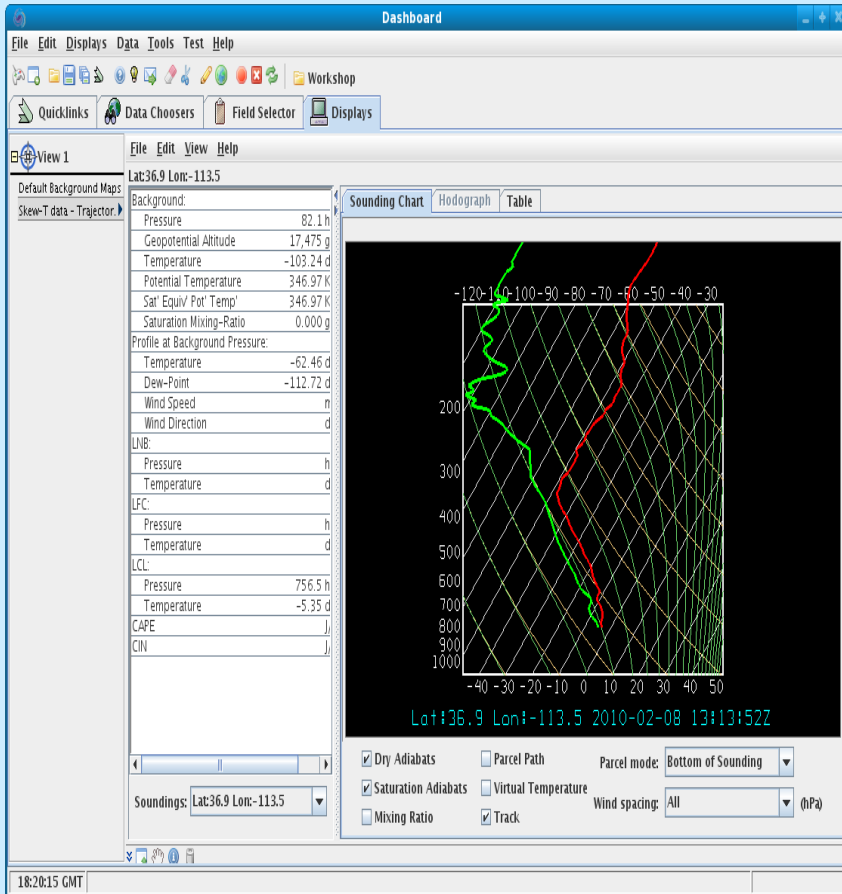 Dashboard
File Edit Displays Data Tools Test Help
Workshop
Quicklinks Data Choosers Field Selector Displays
View 1
Default Background Maps
Skew-T data - Trajector.
File Edit View Help
Lat:36.9 Lon:-113.5
Background:
Pressure 82.1 h
Geopotential Altitude 17,475 g
Temperature -103.24 d
Potential Temperature 346.97 K
Sat' Equiv' Pot' Temp' 346.97 K
Saturation Mixing-Ratio 0.000 g
Profile at Background Pressure:
Temperature -62.46 d
Dew-Point -112.72 d
Wind Speed
Wind Direction d
LNB:
Pressure h
Temperature d
LFC:
Pressure h
Temperature d
LCL:
Pressure 756.5 h
Temperature -5.35 d
CAPE J/
CIN J/
Soundings: Lat:36.9 Lon:-113.5
Sounding Chart Hodograph Table
-120 -100 -90 -80 -70 -60 -50 -40 -30
200
300
400
500
600
700
800
900
1000
-40 -30 -20 -10 0 10 20 30 40 50
Lat:36.9 Lon:-113.5 2010-02-08 13:13:52Z
Dry Adiabats Parcel Path Parcel mode: Bottom of Sounding
Saturation Adiabats Virtual Temperature Wind spacing: All (hPa)
Mixing Ratio Track
18:20:15 GMT